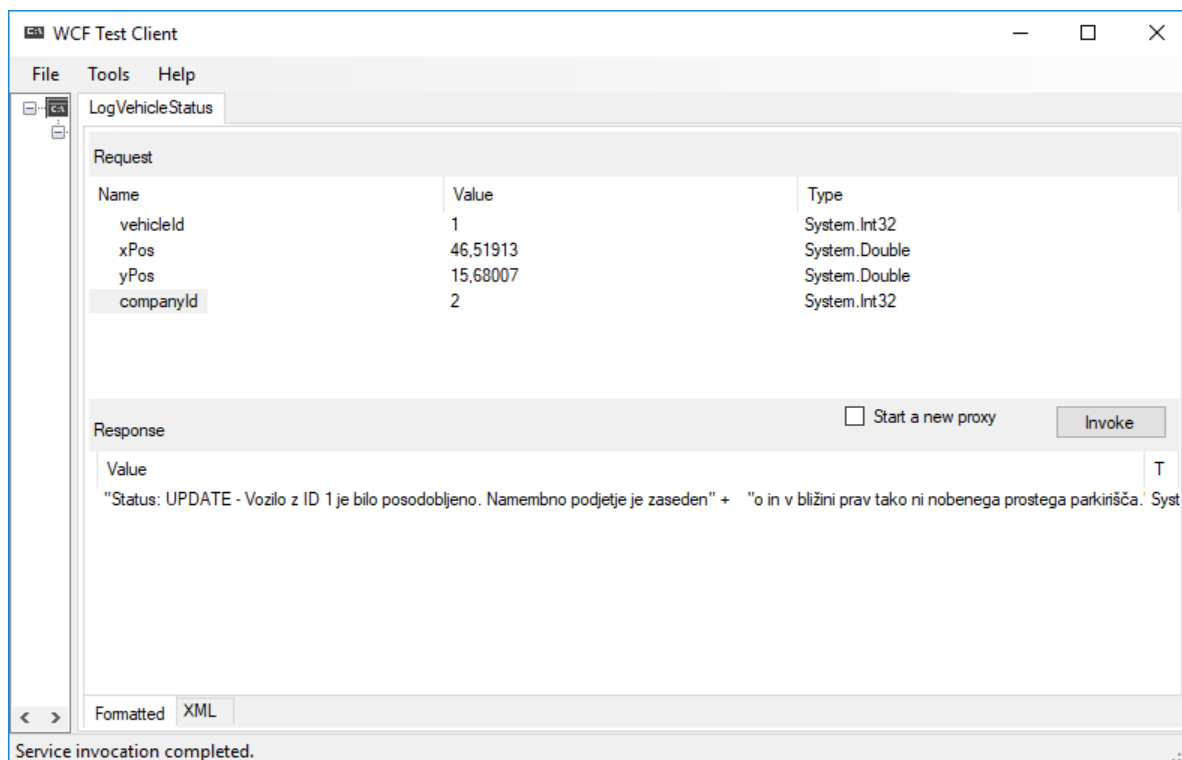 WCF Test Client
File Tools Help
LogVehicleStatus
Request
Name Value Type
vehicleId 1 System.Int32
xPos 46,51913 System.Double
yPos 15,68007 System.Double
companyId 2 System.Int32
Response Start a new proxy Invoke
Value T
"Status: UPDATE - Vozilo z ID 1 je bilo posodobljeno. Namembno podjetje je zaseden" + "o in v bližini prav tako ni nobenega prostega parkirišča." Syst
Formatted XML
Service invocation completed.